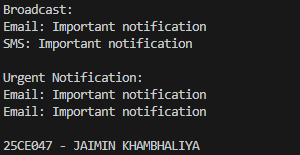 Broadcast:
Email: Important notification
SMS: Important notification
Urgent Notification:
Email: Important notification
Email: Important notification
25CE047 - JAIMIN KHAMBHALIYA